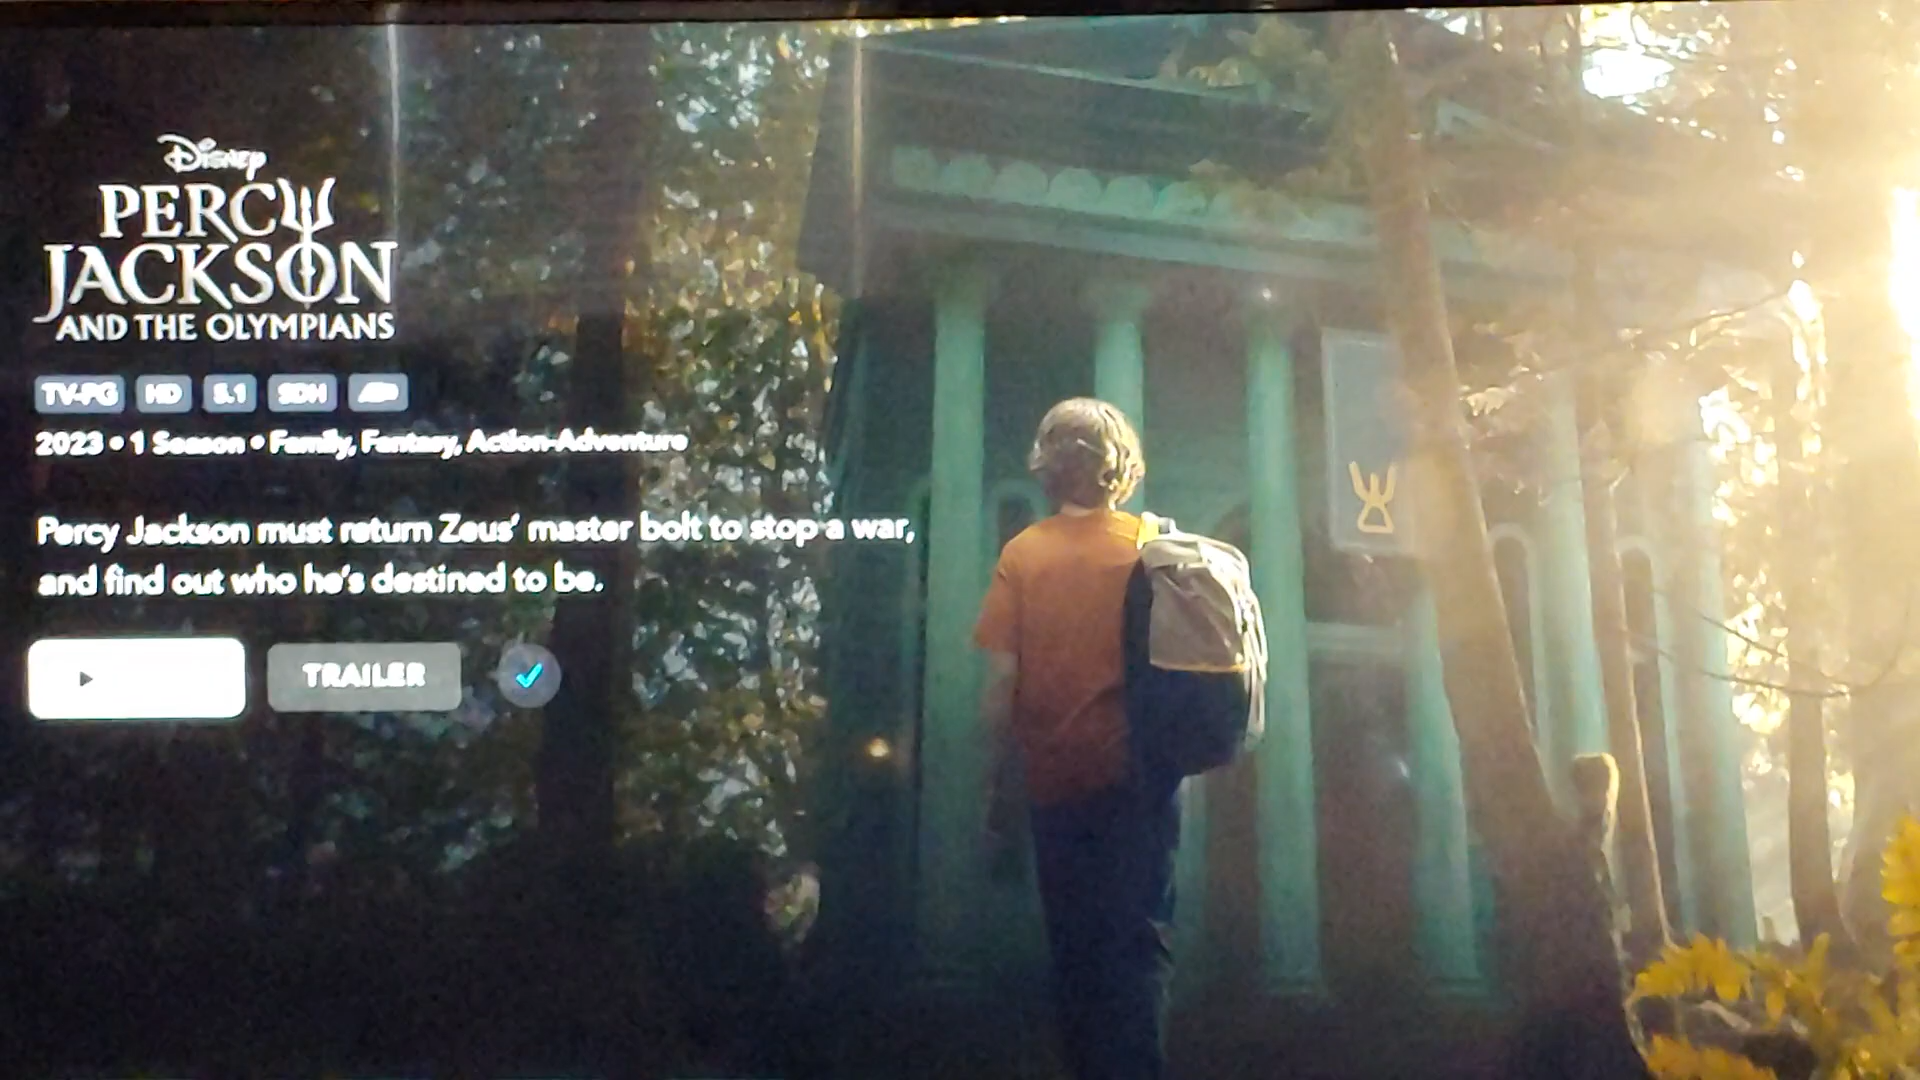 Disney
PERCY
JACKSON
AND THE OLYMPIANS
TV-PG HD 5.1 SDH AD
2023 • 1 Season • Family, Fantasy, Action-Adventure
Percy Jackson must return Zeus' master bolt to stop a war,
and find out who he's destined to be.
TRAILER